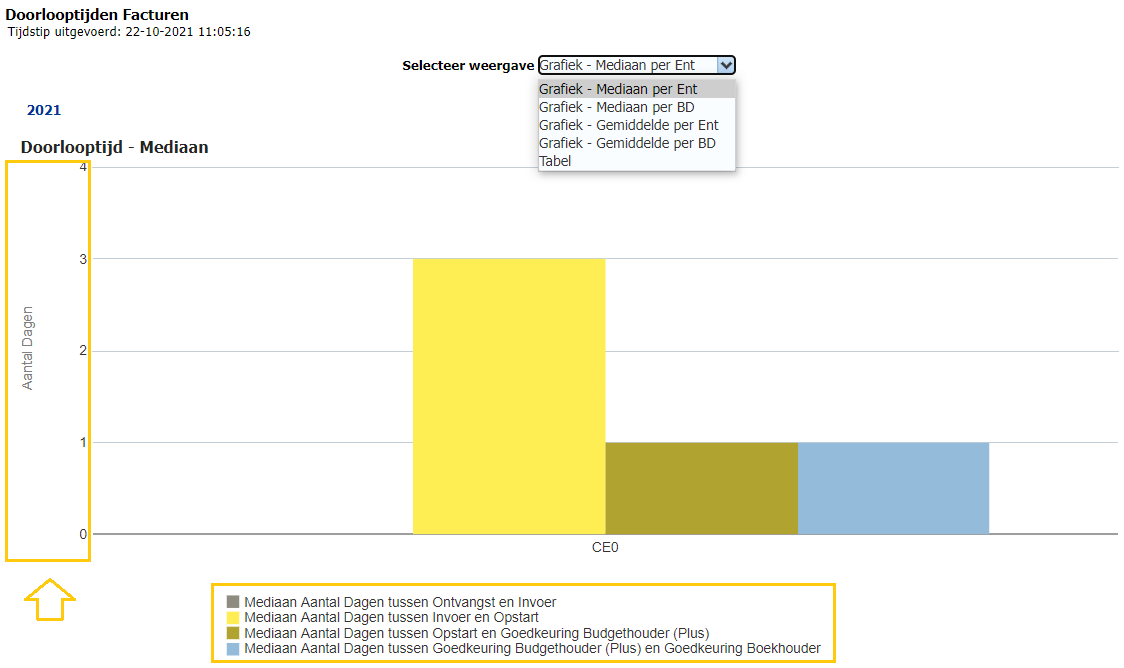 Doorlooptijden Facturen
Tijdstip uitgevoerd: 22-10-2021 11:05:16
Selecteer weergave Grafiek - Mediaan per Ent
Grafiek - Mediaan per Ent
Grafiek - Mediaan per BD
Grafiek - Gemiddelde per Ent
Grafiek - Gemiddelde per BD
Tabel
2021
Doorlooptijd - Mediaan
4
3
2
1
0
Aantal Dagen
CE0
Mediaan Aantal Dagen tussen Ontvangst en Invoer
Mediaan Aantal Dagen tussen Invoer en Opstart
Mediaan Aantal Dagen tussen Opstart en Goedkeuring Budgethouder (Plus)
Mediaan Aantal Dagen tussen Goedkeuring Budgethouder (Plus) en Goedkeuring Boekhouder